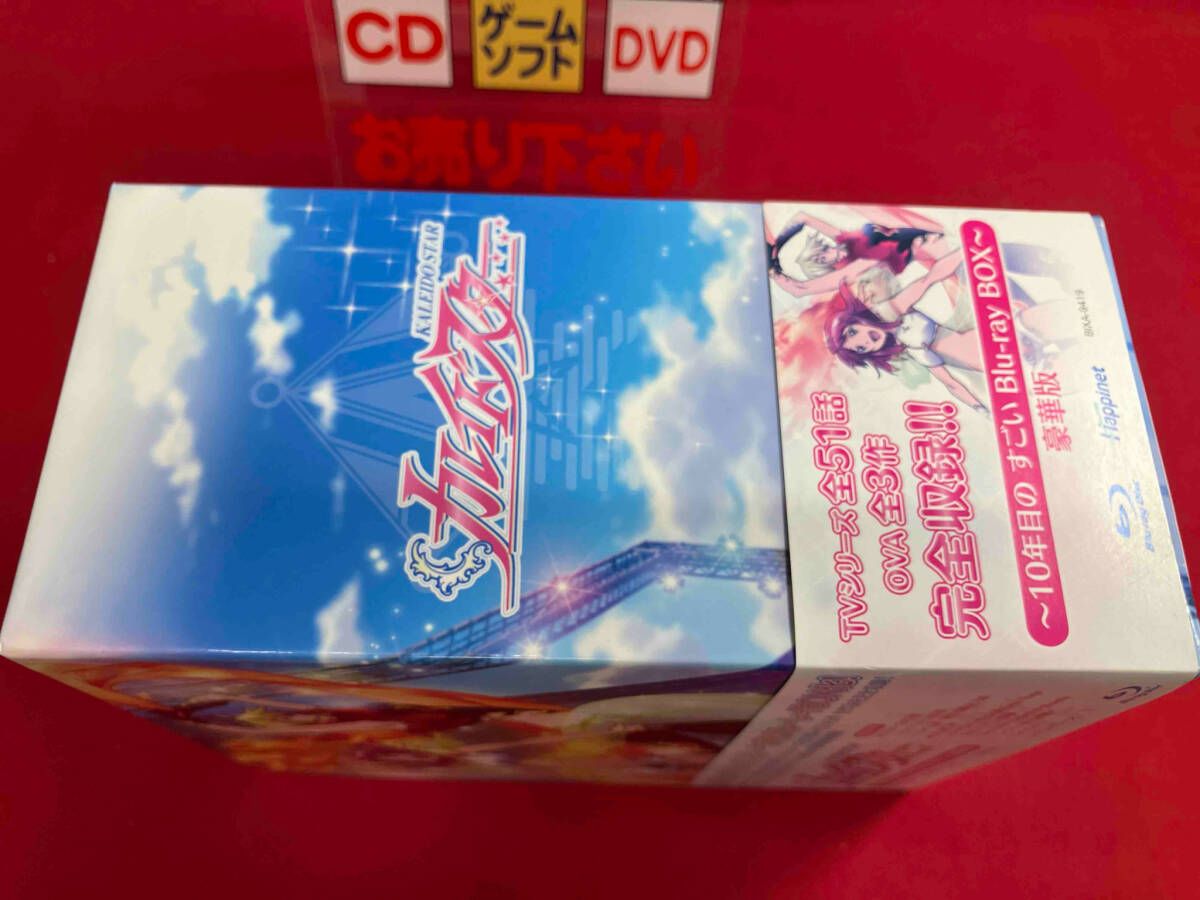 CD
ゲーム
ソフト
DVD
お売り下さい
KALEIDO STAR
カレイドスター
TVシリーズ 全51話
OVA 全3作
完全収録!!
~10年目の すごい Blu-ray BOX~
豪華版
BIXA-9419
Blu-ray Disc
Happinet